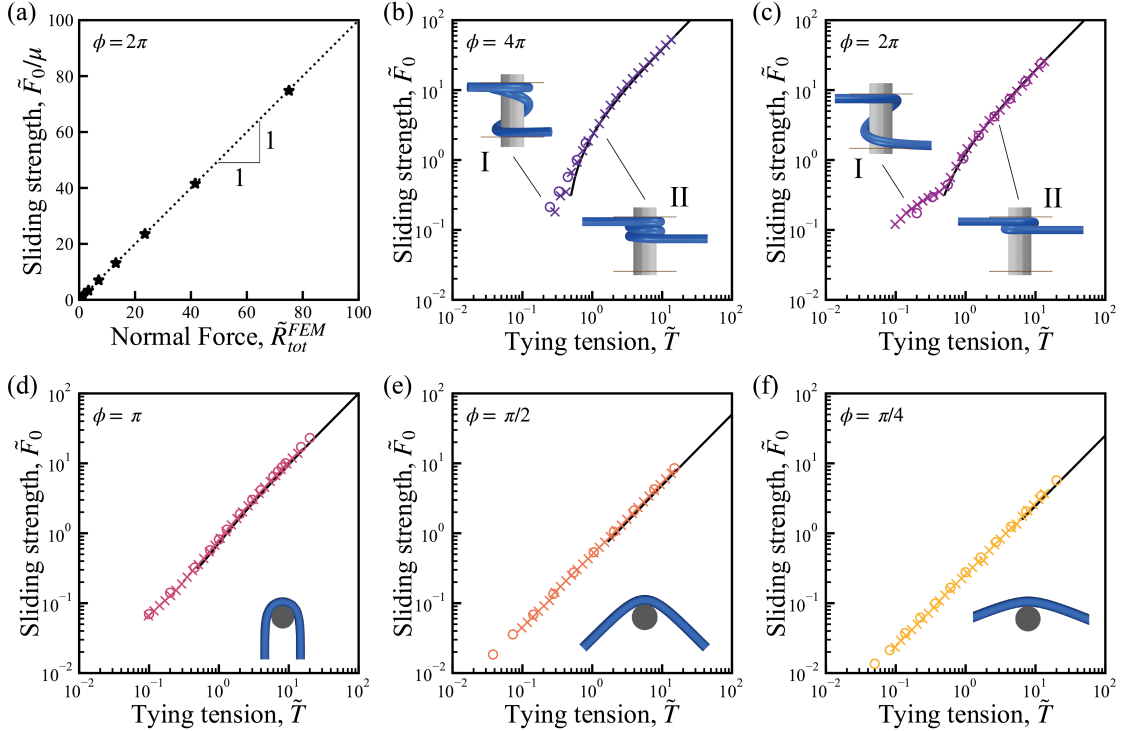 (a)
ϕ = 2π
Sliding strength, F̃₀/μ
100
80
60
40
20
0
1
1
0 20 40 60 80 100
Normal Force, R̃ᶠᴱᴹₜₒₜ
(b)
ϕ = 4π
Sliding strength, F̃₀
10²
10¹
10⁰
10⁻¹
10⁻²
I
II
10⁻² 10⁻¹ 10⁰ 10¹ 10²
Tying tension, T̃
(c)
ϕ = 2π
Sliding strength, F̃₀
10²
10¹
10⁰
10⁻¹
10⁻²
I
II
10⁻² 10⁻¹ 10⁰ 10¹ 10²
Tying tension, T̃
(d)
ϕ = π
Sliding strength, F̃₀
10²
10¹
10⁰
10⁻¹
10⁻²
10⁻² 10⁻¹ 10⁰ 10¹ 10²
Tying tension, T̃
(e)
ϕ = π/2
Sliding strength, F̃₀
10²
10¹
10⁰
10⁻¹
10⁻²
10⁻² 10⁻¹ 10⁰ 10¹ 10²
Tying tension, T̃
(f)
ϕ = π/4
Sliding strength, F̃₀
10²
10¹
10⁰
10⁻¹
10⁻²
10⁻² 10⁻¹ 10⁰ 10¹ 10²
Tying tension, T̃